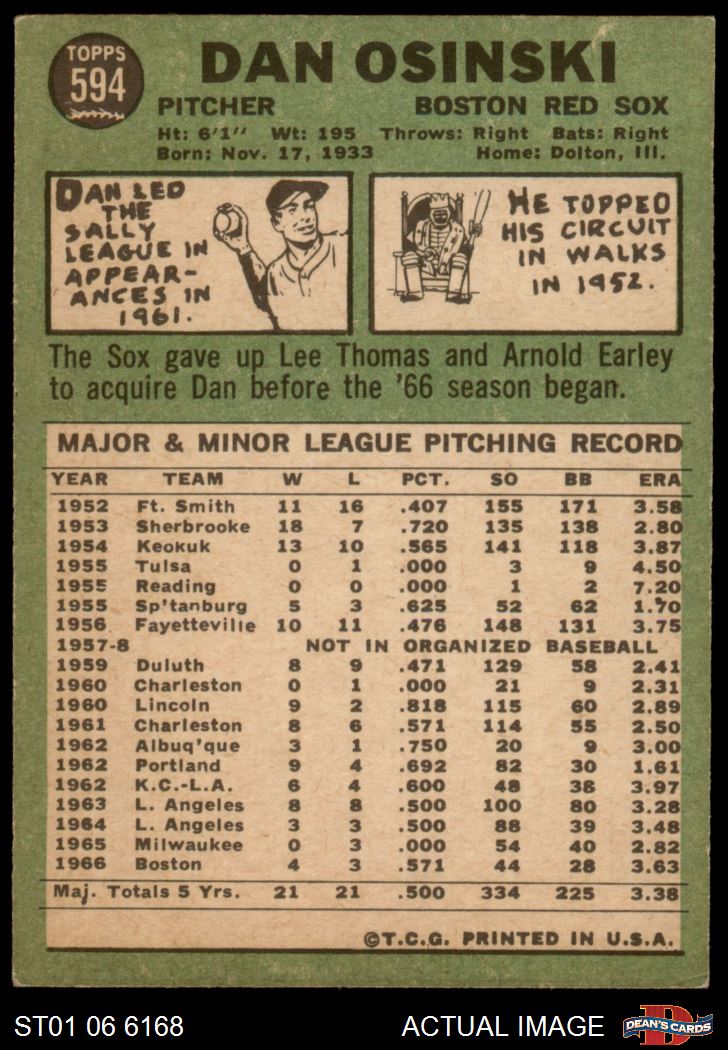 TOPPS
594
DAN OSINSKI
PITCHER BOSTON RED SOX
Ht: 6'1" Wt: 195 Throws: Right Bats: Right
Born: Nov. 17, 1933 Home: Dolton, Ill.
DAN LED
THE
SALLY
LEAGUE IN
APPEAR-
ANCES IN
1961.
HE TOPPED
HIS CIRCUIT
IN WALKS
IN 1952.
The Sox gave up Lee Thomas and Arnold Earley
to acquire Dan before the '66 season began.
MAJOR & MINOR LEAGUE PITCHING RECORD
YEAR TEAM W L PCT. SO BB ERA
1952 Ft. Smith 11 16 .407 155 171 3.58
1953 Sherbrooke 18 7 .720 135 138 2.80
1954 Keokuk 13 10 .565 141 118 3.87
1955 Tulsa 0 1 .000 3 9 4.50
1955 Reading 0 0 .000 1 2 7.20
1955 Sp'tanburg 5 3 .625 52 62 1.70
1956 Fayetteville 10 11 .476 148 131 3.75
1957-8 NOT IN ORGANIZED BASEBALL
1959 Duluth 8 9 .471 129 58 2.41
1960 Charleston 0 1 .000 21 9 2.31
1960 Lincoln 9 2 .818 115 60 2.89
1961 Charleston 8 6 .571 114 55 2.50
1962 Albuq'que 3 1 .750 20 9 3.00
1962 Portland 9 4 .692 82 30 1.61
1962 K.C.-L.A. 6 4 .600 48 38 3.97
1963 L. Angeles 8 8 .500 100 80 3.28
1964 L. Angeles 3 3 .500 88 39 3.48
1965 Milwaukee 0 3 .000 54 40 2.82
1966 Boston 4 3 .571 44 28 3.63
Maj. Totals 5 Yrs. 21 21 .500 334 225 3.38
©T.C.G. PRINTED IN U.S.A.
ST01 06 6168 ACTUAL IMAGE
D
DEAN'S CARDS